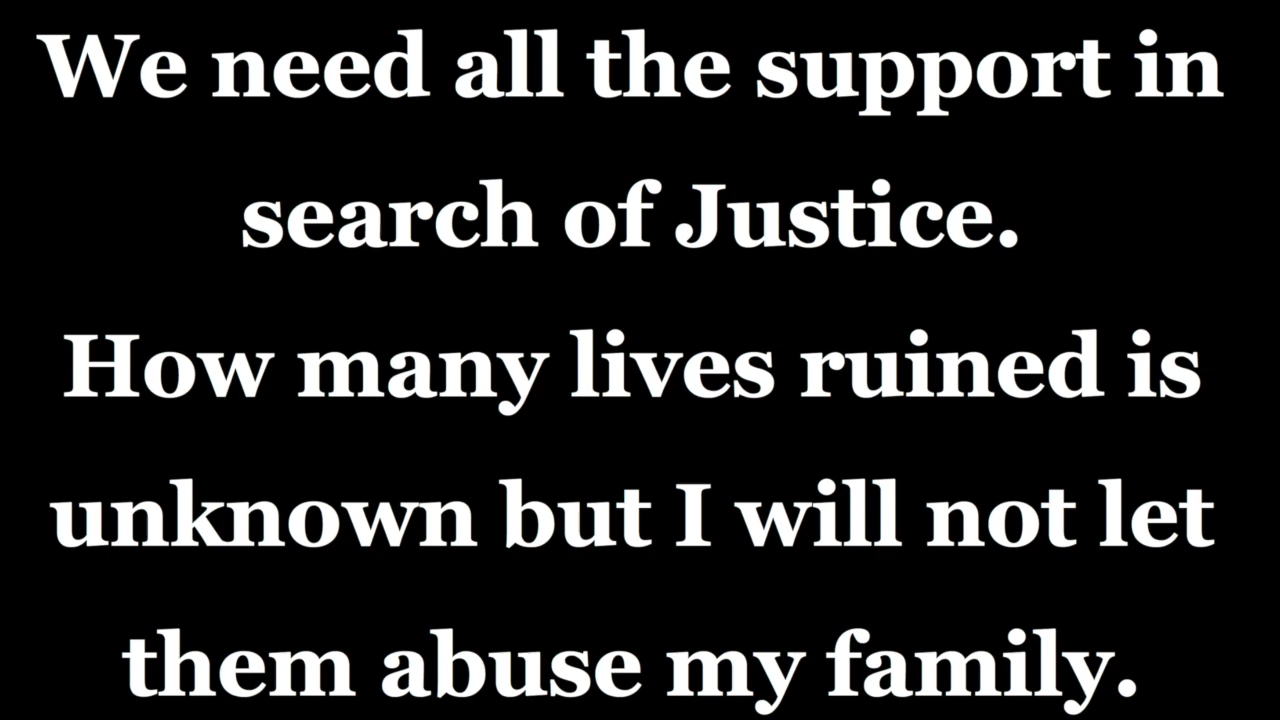 We need all the support in
search of Justice.
How many lives ruined is
unknown but I will not let
them abuse my family.